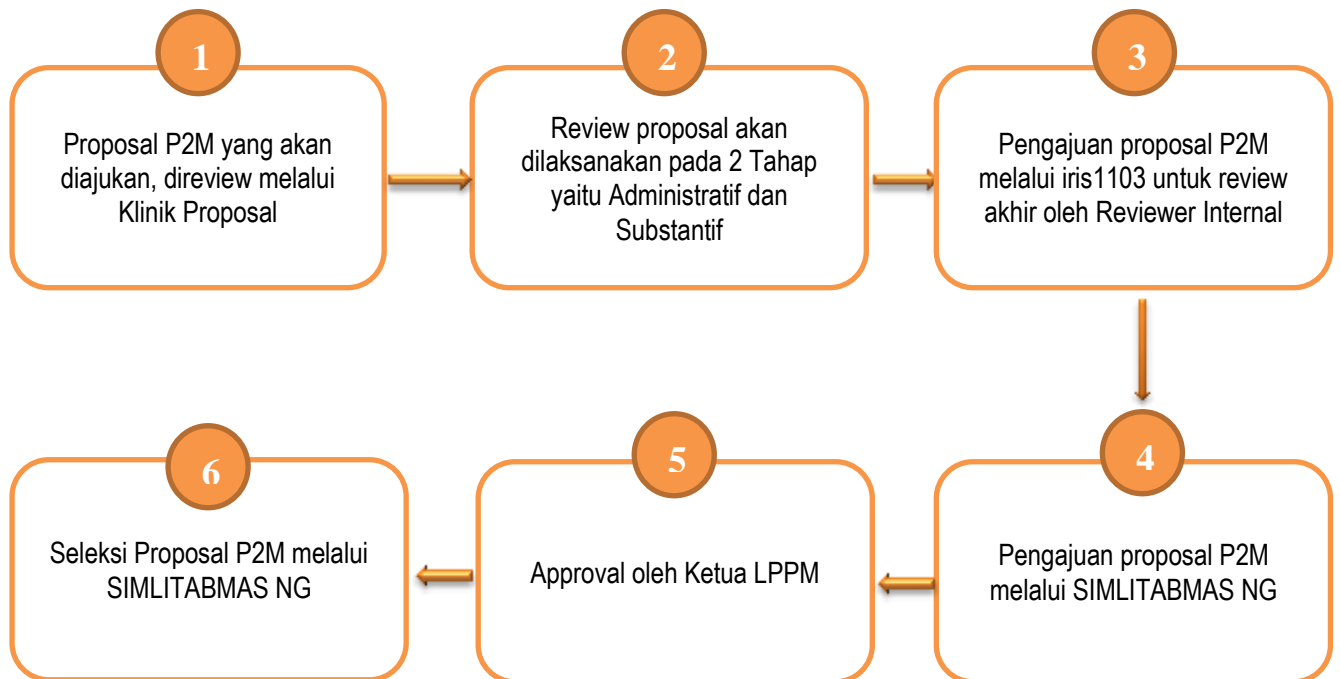 1
Proposal P2M yang akan
diajukan, direview melalui
Klinik Proposal
2
Review proposal akan
dilaksanakan pada 2 Tahap
yaitu Administratif dan
Substantif
3
Pengajuan proposal P2M
melalui iris1103 untuk review
akhir oleh Reviewer Internal
4
Pengajuan proposal P2M
melalui SIMLITABMAS NG
5
Approval oleh Ketua LPPM
6
Seleksi Proposal P2M melalui
SIMLITABMAS NG